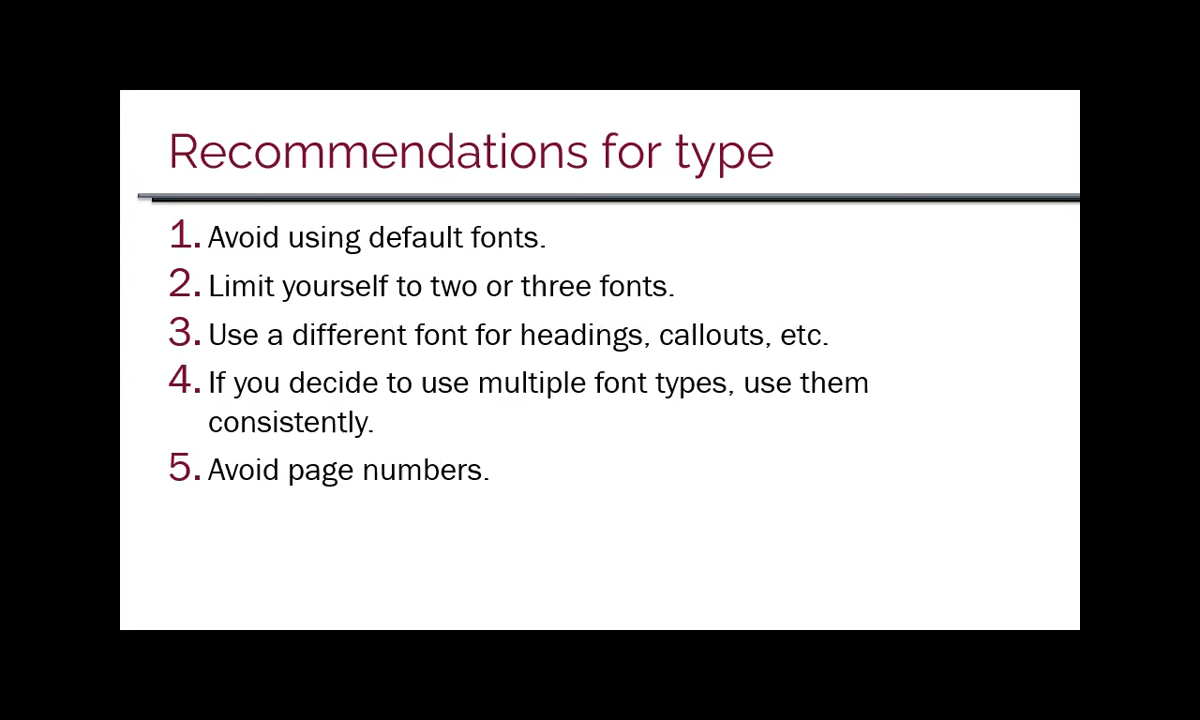 Recommendations for type
1. Avoid using default fonts.
2. Limit yourself to two or three fonts.
3. Use a different font for headings, callouts, etc.
4. If you decide to use multiple font types, use them
consistently.
5. Avoid page numbers.